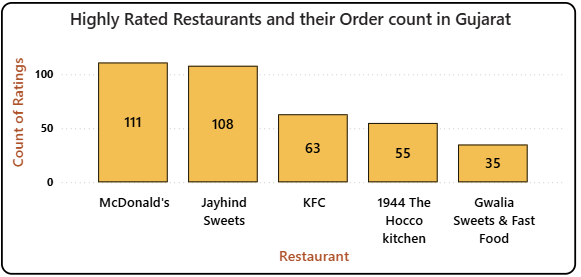 Highly Rated Restaurants and their Order count in Gujarat
Count of Ratings
100
50
0
111
108
63
55
35
McDonald's
Jayhind
Sweets
KFC
1944 The
Hocco
kitchen
Gwalia
Sweets & Fast
Food
Restaurant